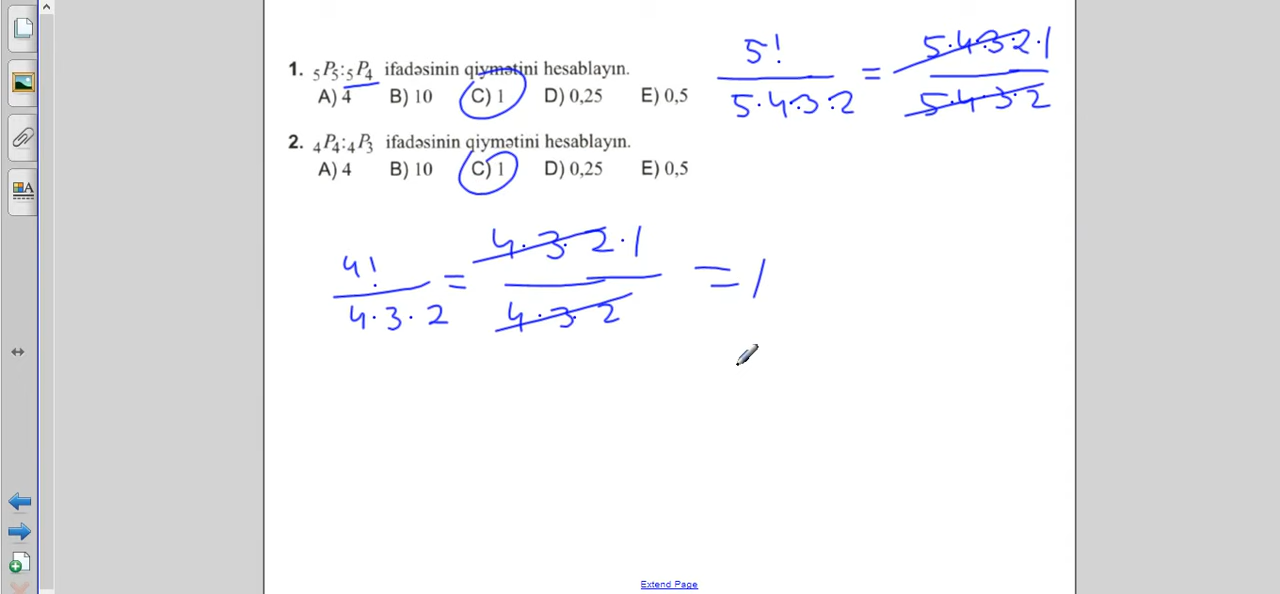 1. ₅P₅:₅P₄ ifadəsinin qiymətini hesablayın.
A) 4 B) 10 C) 1 D) 0,25 E) 0,5
5! / 5·4·3·2 = 5·4·3·2·1 / 5·4·3·2
2. ₄P₄:₄P₃ ifadəsinin qiymətini hesablayın.
A) 4 B) 10 C) 1 D) 0,25 E) 0,5
4! / 4·3·2 = 4·3·2·1 / 4·3·2 = 1
Extend Page